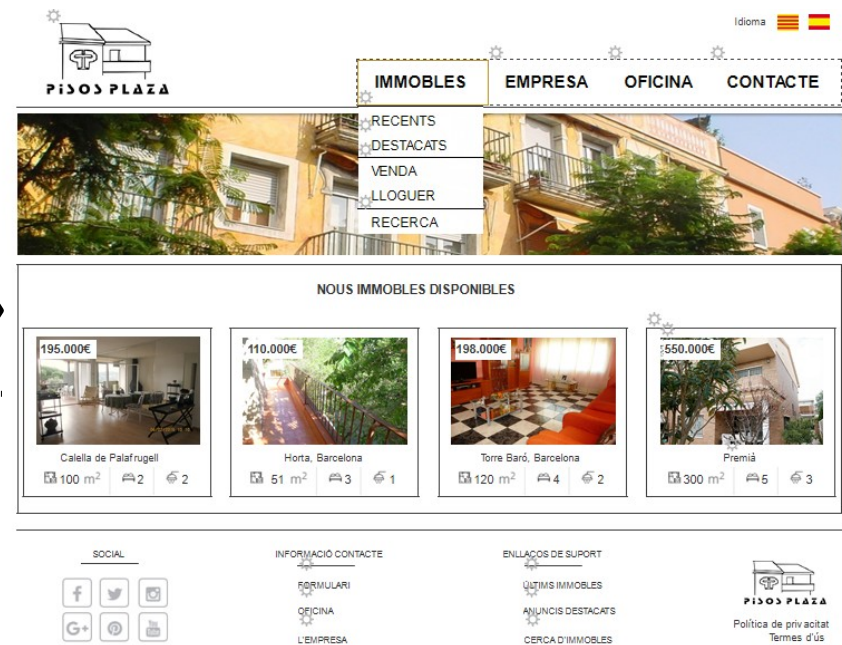 Idioma
PISOS PLAZA
IMMOBLES EMPRESA OFICINA CONTACTE
RECENTS
DESTACATS
VENDA
LLOGUER
RECERCA
NOUS IMMOBLES DISPONIBLES
195.000€ 110.000€ 198.000€ 550.000€
Calella de Palafrugell Horta, Barcelona Torre Baró, Barcelona Premiá
100 m² 2 2 51 m² 3 1 120 m² 4 2 300 m² 5 3
SOCIAL INFORMACIÓ CONTACTE ENLLAÇOS DE SUPORT
FORMULARI ÚLTIMS IMMOBLES
PISOS PLAZA
OFICINA ANUNCIS DESTACATS
Política de privacitat
L'EMPRESA CERCA D'IMMOBLES Termes d'ús